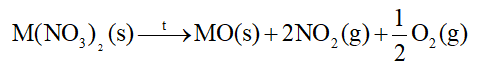 M(NO₃)₂(s) —t→ MO(s)+2NO₂(g)+1/2 O₂(g)